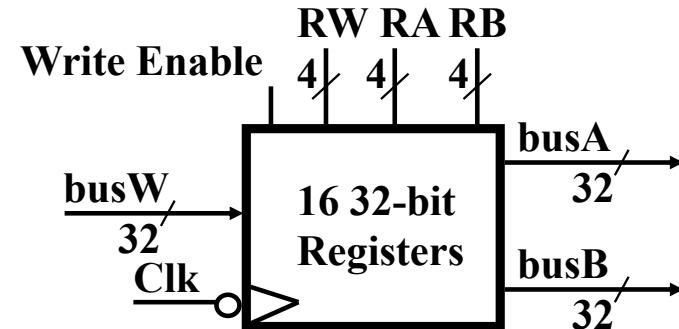 RW RA RB
Write Enable
4 4 4
busA
32
busW
32
16 32-bit
Registers
Clk
busB
32